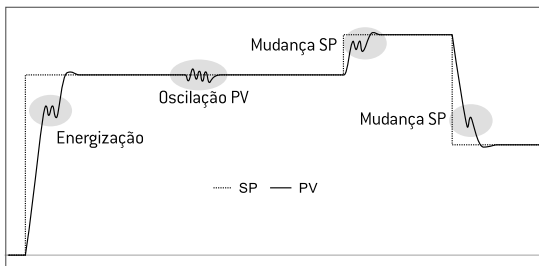 Mudança SP
Oscilação PV
Mudança SP
Energização
SP PV